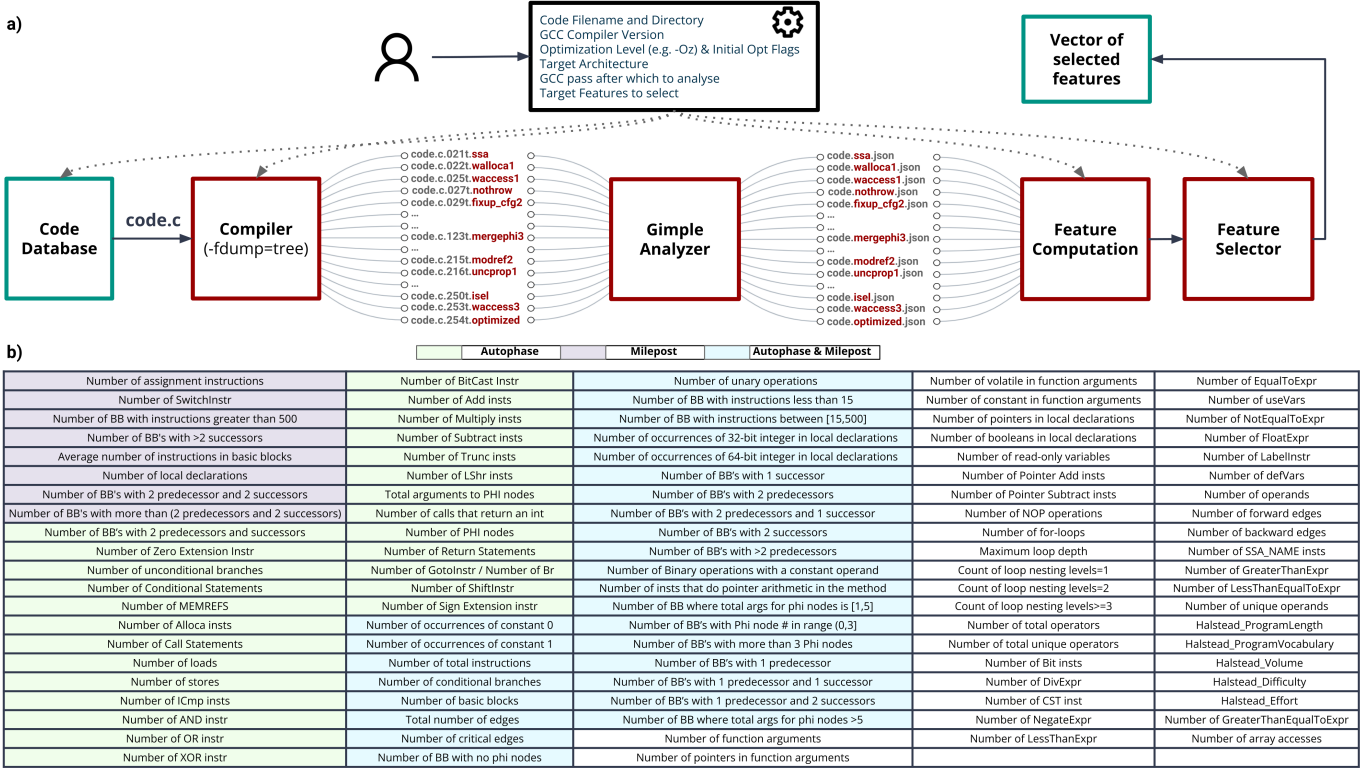 a)
Code Filename and Directory
GCC Compiler Version
Optimization Level (e.g. -Oz) & Initial Opt Flags
Target Architecture
GCC pass after which to analyse
Target Features to select
Vector of
selected
features
Code
Database
code.c
Compiler
(-fdump=tree)
code.c.021t.ssa
code.c.022t.walloca1
code.c.025t.waccess1
code.c.027t.nothrow
code.c.029t.fixup_cfg2
...
...
code.c.123t.mergephi3
...
code.c.215t.modref2
code.c.216t.uncprop1
...
code.c.250t.isel
code.c.253t.waccess3
code.c.254t.optimized
Gimple
Analyzer
code.ssa.json
code.walloca1.json
code.waccess1.json
code.nothrow.json
code.fixup_cfg2.json
...
...
code.mergephi3.json
...
code.modref2.json
code.uncprop1.json
...
code.isel.json
code.waccess3.json
code.optimized.json
Feature
Computation
Feature
Selector
b)
Autophase Milepost Autophase & Milepost
Number of assignment instructions Number of BitCast Instr Number of unary operations Number of volatile in function arguments Number of EqualToExpr
Number of SwitchInstr Number of Add insts Number of BB with instructions less than 15 Number of constant in function arguments Number of useVars
Number of BB with instructions greater than 500 Number of Multiply insts Number of BB with instructions between [15,500] Number of pointers in local declarations Number of NotEqualToExpr
Number of BB's with >2 successors Number of Subtract insts Number of occurrences of 32-bit integer in local declarations Number of booleans in local declarations Number of FloatExpr
Average number of instructions in basic blocks Number of Trunc insts Number of occurrences of 64-bit integer in local declarations Number of read-only variables Number of LabelInstr
Number of local declarations Number of LShr insts Number of BB's with 1 successor Number of Pointer Add insts Number of defVars
Number of BB's with 2 predecessor and 2 successors Total arguments to PHI nodes Number of BB's with 2 predecessors Number of Pointer Subtract insts Number of operands
Number of BB's with more than (2 predecessors and 2 successors) Number of calls that return an int Number of BB's with 2 predecessors and 1 successor Number of NOP operations Number of forward edges
Number of BB's with 2 predecessors and successors Number of PHI nodes Number of BB's with 2 successors Number of for-loops Number of backward edges
Number of Zero Extension Instr Number of Return Statements Number of BB's with >2 predecessors Maximum loop depth Number of SSA_NAME insts
Number of unconditional branches Number of GotoInstr / Number of Br Number of Binary operations with a constant operand Count of loop nesting levels=1 Number of GreaterThanExpr
Number of Conditional Statements Number of ShiftInstr Number of insts that do pointer arithmetic in the method Count of loop nesting levels=2 Number of LessThanEqualToExpr
Number of MEMREFS Number of Sign Extension instr Number of BB where total args for phi nodes is [1,5] Count of loop nesting levels>=3 Number of unique operands
Number of Alloca insts Number of occurrences of constant 0 Number of BB's with Phi node # in range (0,3] Number of total operators Halstead_ProgramLength
Number of Call Statements Number of occurrences of constant 1 Number of BB's with more than 3 Phi nodes Number of total unique operators Halstead_ProgramVocabulary
Number of loads Number of total instructions Number of BB's with 1 predecessor Number of Bit insts Halstead_Volume
Number of stores Number of conditional branches Number of BB's with 1 predecessor and 1 successor Number of DivExpr Halstead_Difficulty
Number of ICmp insts Number of basic blocks Number of BB's with 1 predecessor and 2 successors Number of CST inst Halstead_Effort
Number of AND instr Total number of edges Number of BB where total args for phi nodes >5 Number of NegateExpr Number of GreaterThanEqualToExpr
Number of OR instr Number of critical edges Number of function arguments Number of LessThanExpr Number of array accesses
Number of XOR instr Number of BB with no phi nodes Number of pointers in function arguments